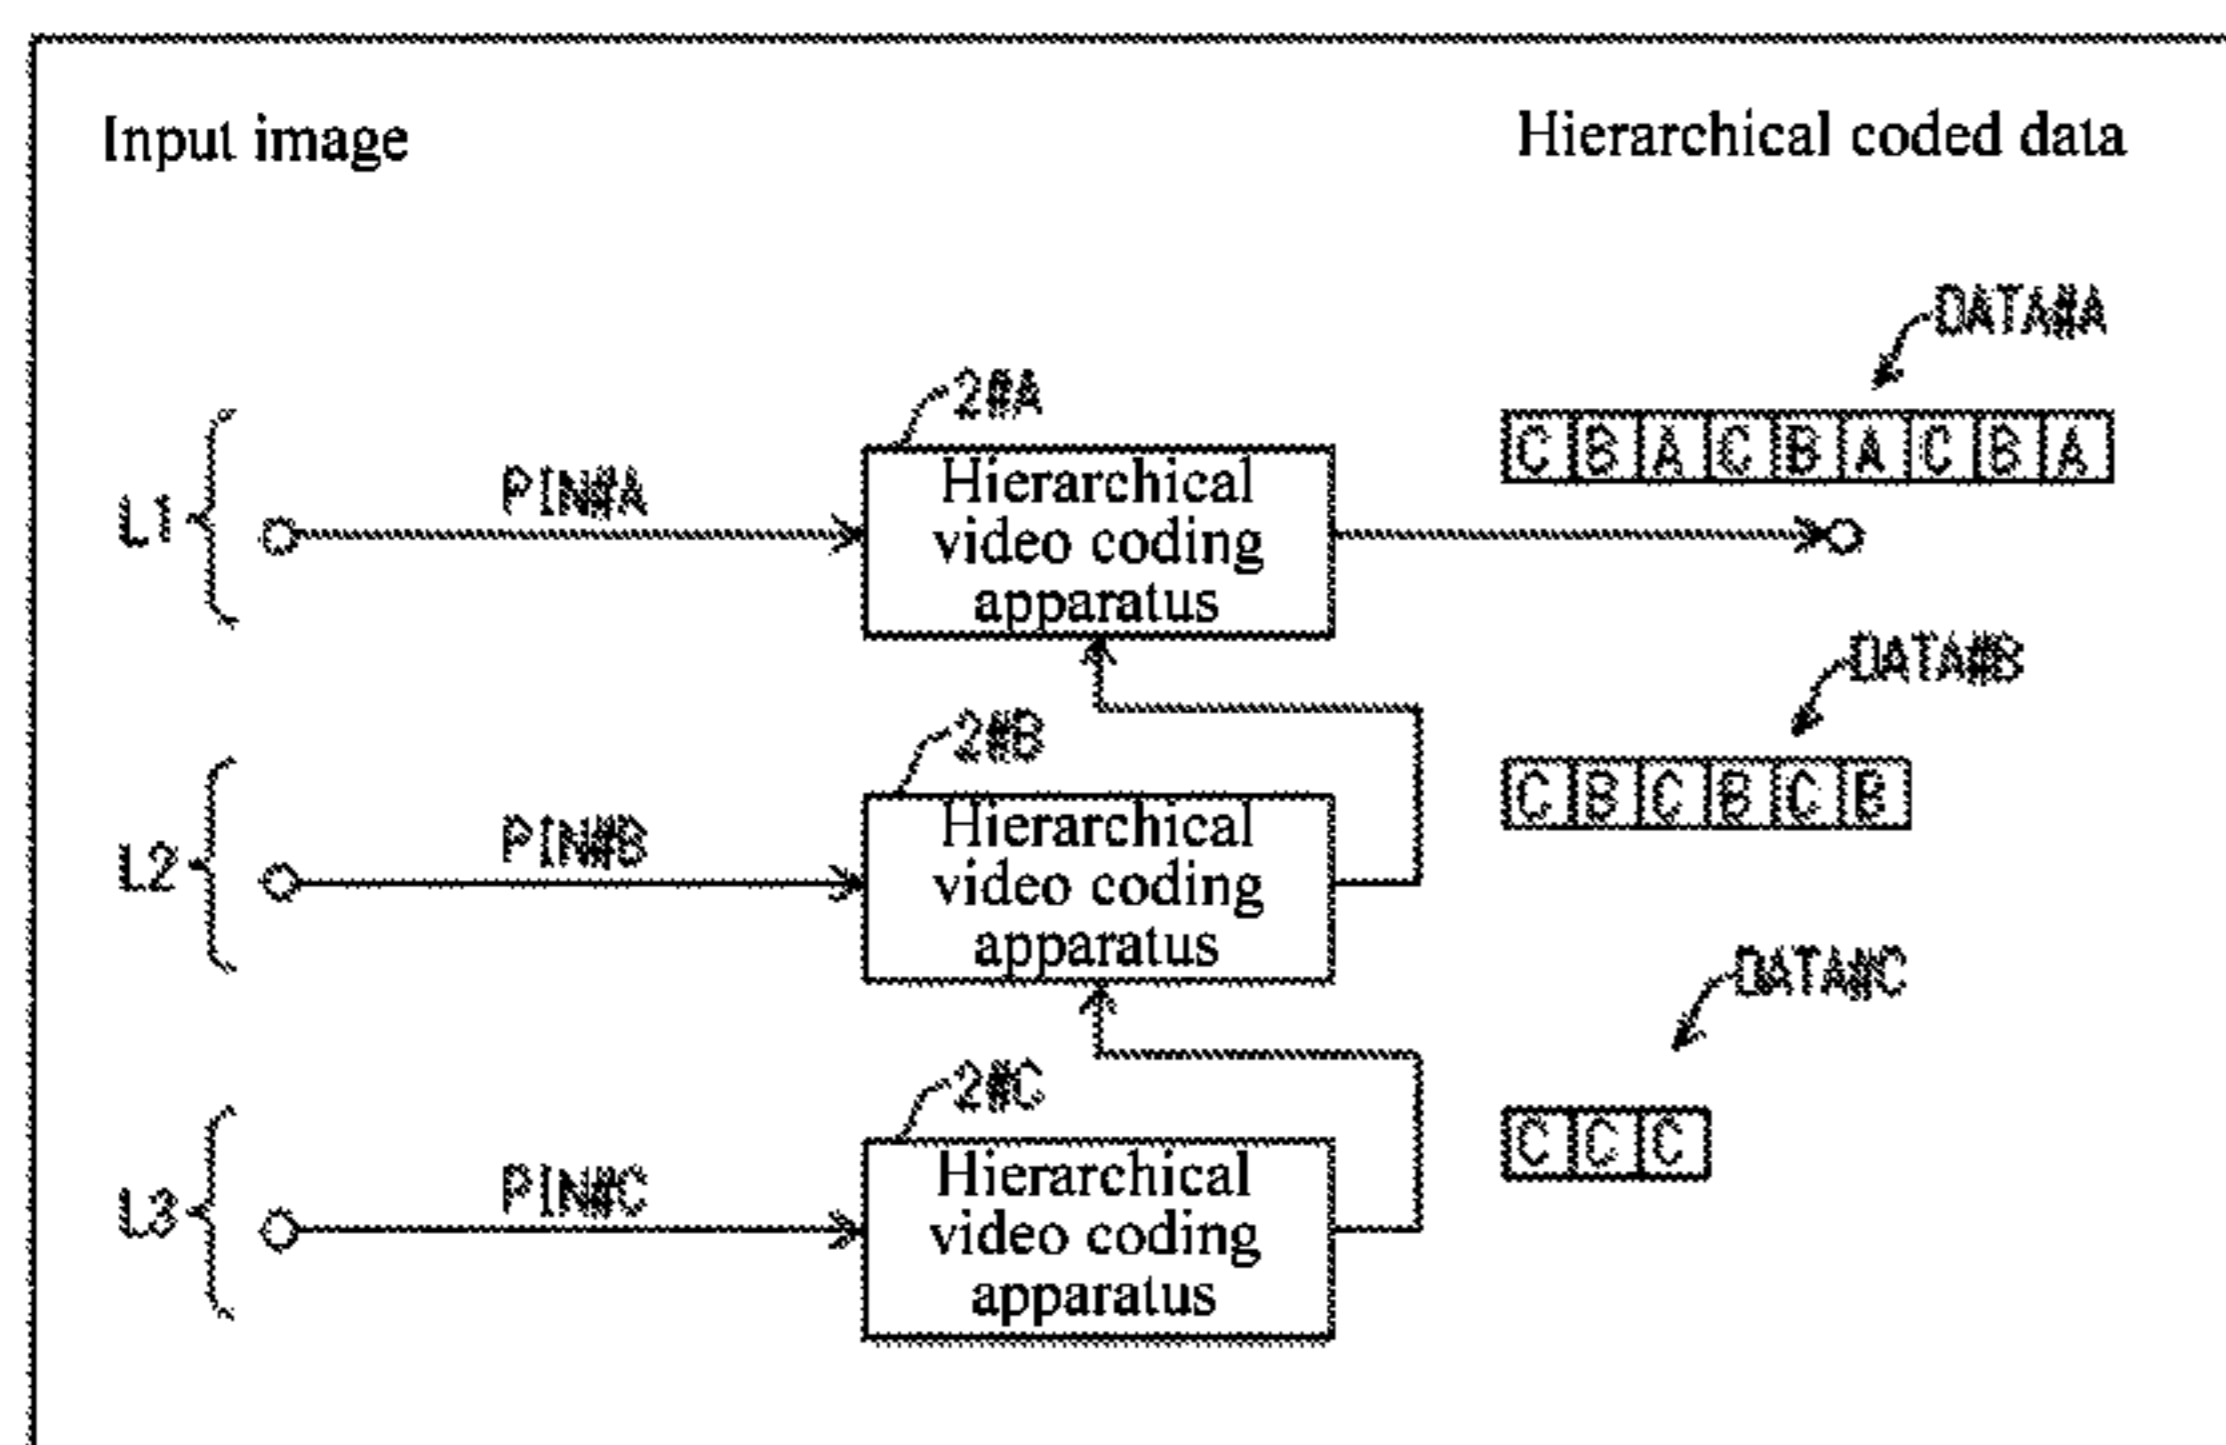 Input image
Hierarchical coded data
DATA#A
2#A
C B A C B A C B A
L1
PIN#A
Hierarchical
video coding
apparatus
DATA#B
2#B
C B C B C B
L2
PIN#B
Hierarchical
video coding
apparatus
DATA#C
2#C
C C C
L3
PIN#C
Hierarchical
video coding
apparatus